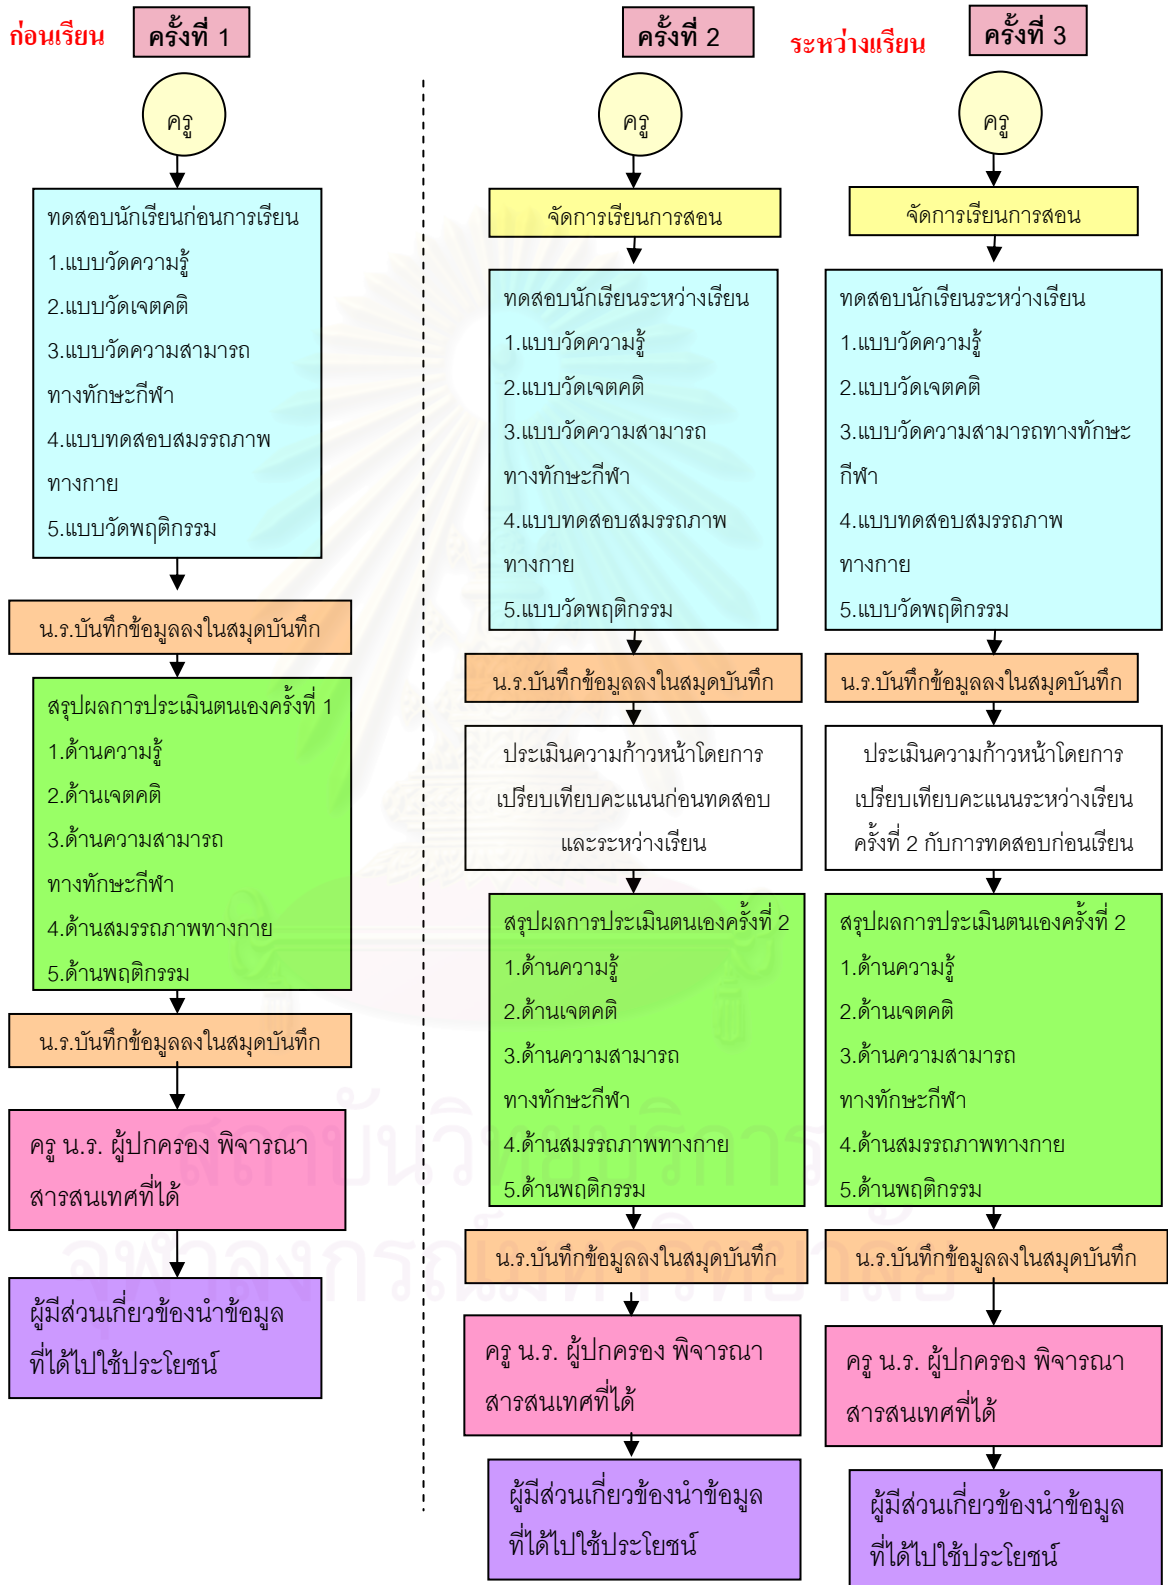 ก่อนเรียน
ครั้งที่ 1
ครู
ทดสอบนักเรียนก่อนการเรียน
1.แบบวัดความรู้
2.แบบวัดเจตคติ
3.แบบวัดความสามารถ
ทางทักษะกีฬา
4.แบบทดสอบสมรรถภาพ
ทางกาย
5.แบบวัดพฤติกรรม
น.ร.บันทึกข้อมูลลงในสมุดบันทึก
สรุปผลการประเมินตนเองครั้งที่ 1
1.ด้านความรู้
2.ด้านเจตคติ
3.ด้านความสามารถ
ทางทักษะกีฬา
4.ด้านสมรรถภาพทางกาย
5.ด้านพฤติกรรม
น.ร.บันทึกข้อมูลลงในสมุดบันทึก
ครู น.ร. ผู้ปกครอง พิจารณา
สารสนเทศที่ได้
ผู้มีส่วนเกี่ยวข้องนำข้อมูล
ที่ได้ไปใช้ประโยชน์
ครั้งที่ 2
ครู
จัดการเรียนการสอน
ทดสอบนักเรียนระหว่างเรียน
1.แบบวัดความรู้
2.แบบวัดเจตคติ
3.แบบวัดความสามารถ
ทางทักษะกีฬา
4.แบบทดสอบสมรรถภาพ
ทางกาย
5.แบบวัดพฤติกรรม
น.ร.บันทึกข้อมูลลงในสมุดบันทึก
ประเมินความก้าวหน้าโดยการ
เปรียบเทียบคะแนนก่อนทดสอบ
และระหว่างเรียน
สรุปผลการประเมินตนเองครั้งที่ 2
1.ด้านความรู้
2.ด้านเจตคติ
3.ด้านความสามารถ
ทางทักษะกีฬา
4.ด้านสมรรถภาพทางกาย
5.ด้านพฤติกรรม
น.ร.บันทึกข้อมูลลงในสมุดบันทึก
ครู น.ร. ผู้ปกครอง พิจารณา
สารสนเทศที่ได้
ผู้มีส่วนเกี่ยวข้องนำข้อมูล
ที่ได้ไปใช้ประโยชน์
ระหว่างแรียน
ครั้งที่ 3
ครู
จัดการเรียนการสอน
ทดสอบนักเรียนระหว่างเรียน
1.แบบวัดความรู้
2.แบบวัดเจตคติ
3.แบบวัดความสามารถทางทักษะ
กีฬา
4.แบบทดสอบสมรรถภาพ
ทางกาย
5.แบบวัดพฤติกรรม
น.ร.บันทึกข้อมูลลงในสมุดบันทึก
ประเมินความก้าวหน้าโดยการ
เปรียบเทียบคะแนนระหว่างเรียน
ครั้งที่ 2 กับการทดสอบก่อนเรียน
สรุปผลการประเมินตนเองครั้งที่ 2
1.ด้านความรู้
2.ด้านเจตคติ
3.ด้านความสามารถ
ทางทักษะกีฬา
4.ด้านสมรรถภาพทางกาย
5.ด้านพฤติกรรม
น.ร.บันทึกข้อมูลลงในสมุดบันทึก
ครู น.ร. ผู้ปกครอง พิจารณา
สารสนเทศที่ได้
ผู้มีส่วนเกี่ยวข้องนำข้อมูล
ที่ได้ไปใช้ประโยชน์
สถาบันวิทยบริการ
จุฬาลงกรณ์มหาวิทยาลัย